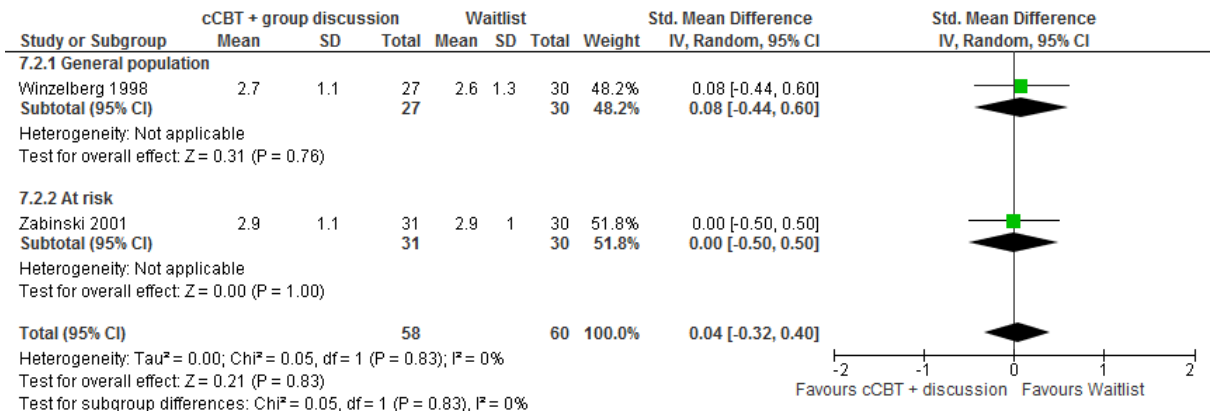 cCBT + group discussion Waitlist Std. Mean Difference Std. Mean Difference
Study or Subgroup Mean SD Total Mean SD Total Weight IV, Random, 95% CI IV, Random, 95% CI
7.2.1 General population
Winzelberg 1998 2.7 1.1 27 2.6 1.3 30 48.2% 0.08 [-0.44, 0.60]
Subtotal (95% CI) 27 30 48.2% 0.08 [-0.44, 0.60]
Heterogeneity: Not applicable
Test for overall effect: Z = 0.31 (P = 0.76)
7.2.2 At risk
Zabinski 2001 2.9 1.1 31 2.9 1 30 51.8% 0.00 [-0.50, 0.50]
Subtotal (95% CI) 31 30 51.8% 0.00 [-0.50, 0.50]
Heterogeneity: Not applicable
Test for overall effect: Z = 0.00 (P = 1.00)
Total (95% CI) 58 60 100.0% 0.04 [-0.32, 0.40]
Heterogeneity: Tau² = 0.00; Chi² = 0.05, df = 1 (P = 0.83); I² = 0%
Test for overall effect: Z = 0.21 (P = 0.83)
Test for subgroup differences: Chi² = 0.05, df = 1 (P = 0.83), I² = 0%
-2 -1 0 1 2
Favours cCBT + discussion Favours Waitlist